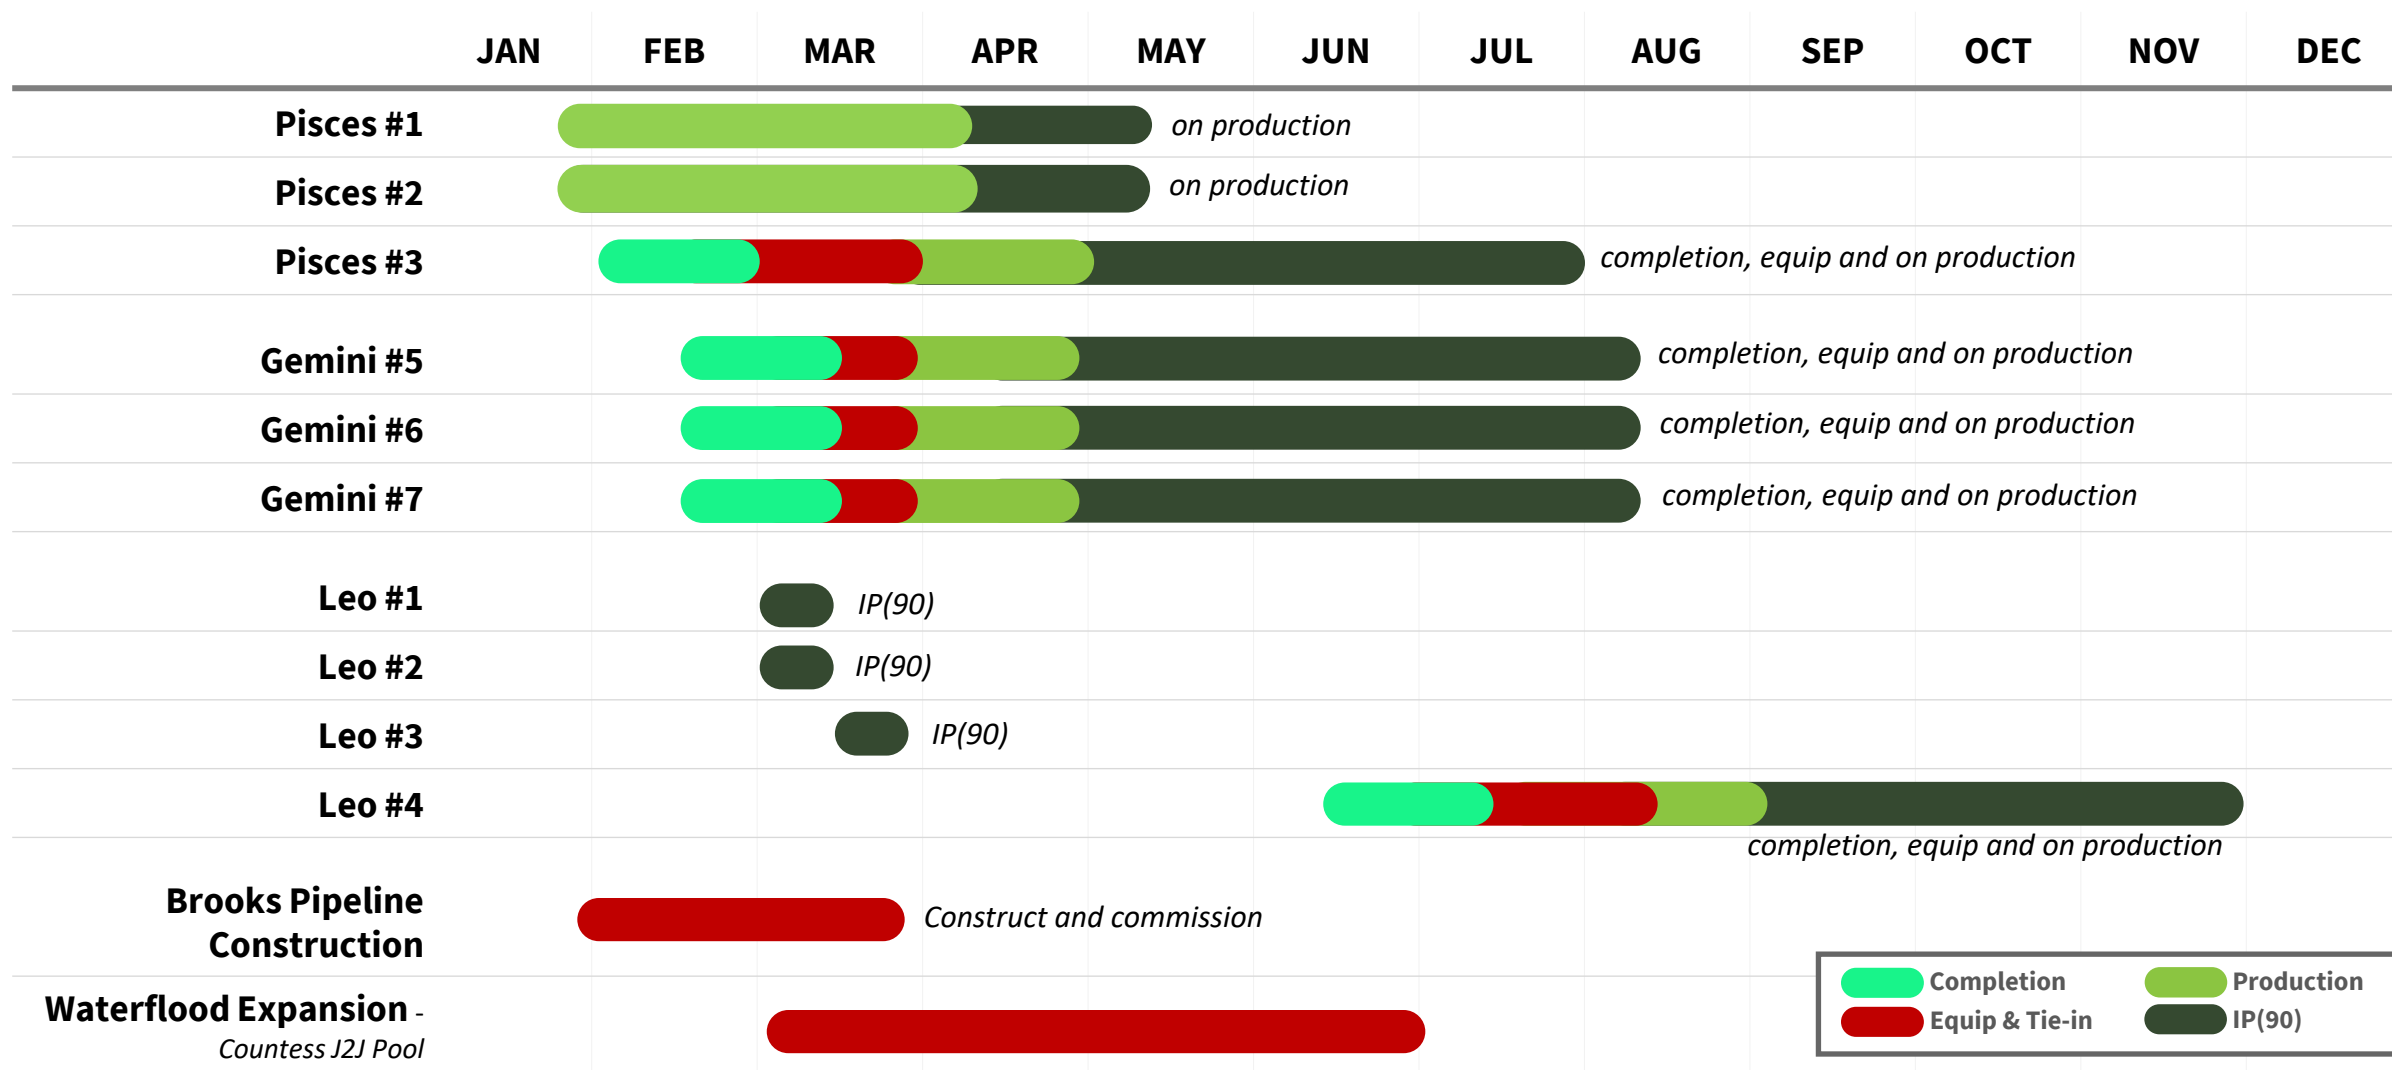 JAN FEB MAR APR MAY JUN JUL AUG SEP OCT NOV DEC
Pisces #1 on production
Pisces #2 on production
Pisces #3 completion, equip and on production
Gemini #5 completion, equip and on production
Gemini #6 completion, equip and on production
Gemini #7 completion, equip and on production
Leo #1 IP(90)
Leo #2 IP(90)
Leo #3 IP(90)
Leo #4
completion, equip and on production
Brooks Pipeline
Construction
Construct and commission
Waterflood Expansion -
Countess J2J Pool
Completion Production
Equip & Tie-in IP(90)